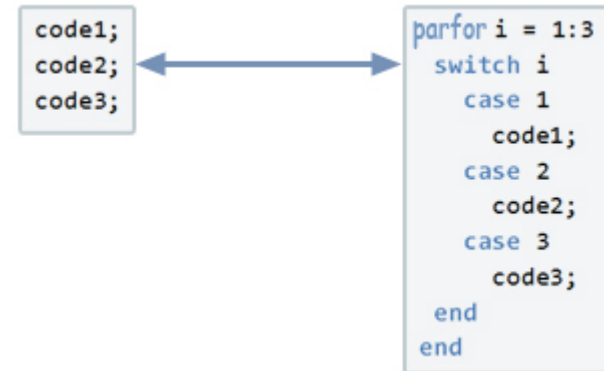 code1;
code2;
code3;
parfor i = 1:3
switch i
case 1
code1;
case 2
code2;
case 3
code3;
end
end